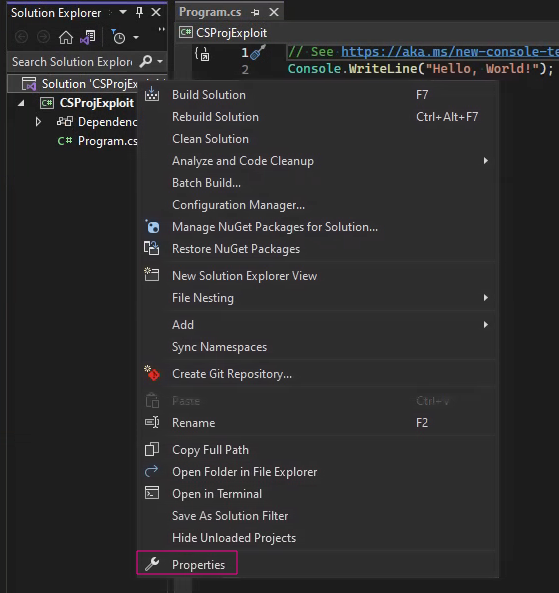 Solution Explorer
Program.cs
CSProjExploit
Search Solution Explor
1 // See https://aka.ms/new-console-te
2 Console.WriteLine("Hello, World!");
Solution 'CSProjExploit
CSProjExploit
Dependenc
Program.cs
Build Solution F7
Rebuild Solution Ctrl+Alt+F7
Clean Solution
Analyze and Code Cleanup
Batch Build...
Configuration Manager...
Manage NuGet Packages for Solution...
Restore NuGet Packages
New Solution Explorer View
File Nesting
Add
Sync Namespaces
Create Git Repository...
Paste Ctrl+V
Rename F2
Copy Full Path
Open Folder in File Explorer
Open in Terminal
Save As Solution Filter
Hide Unloaded Projects
Properties